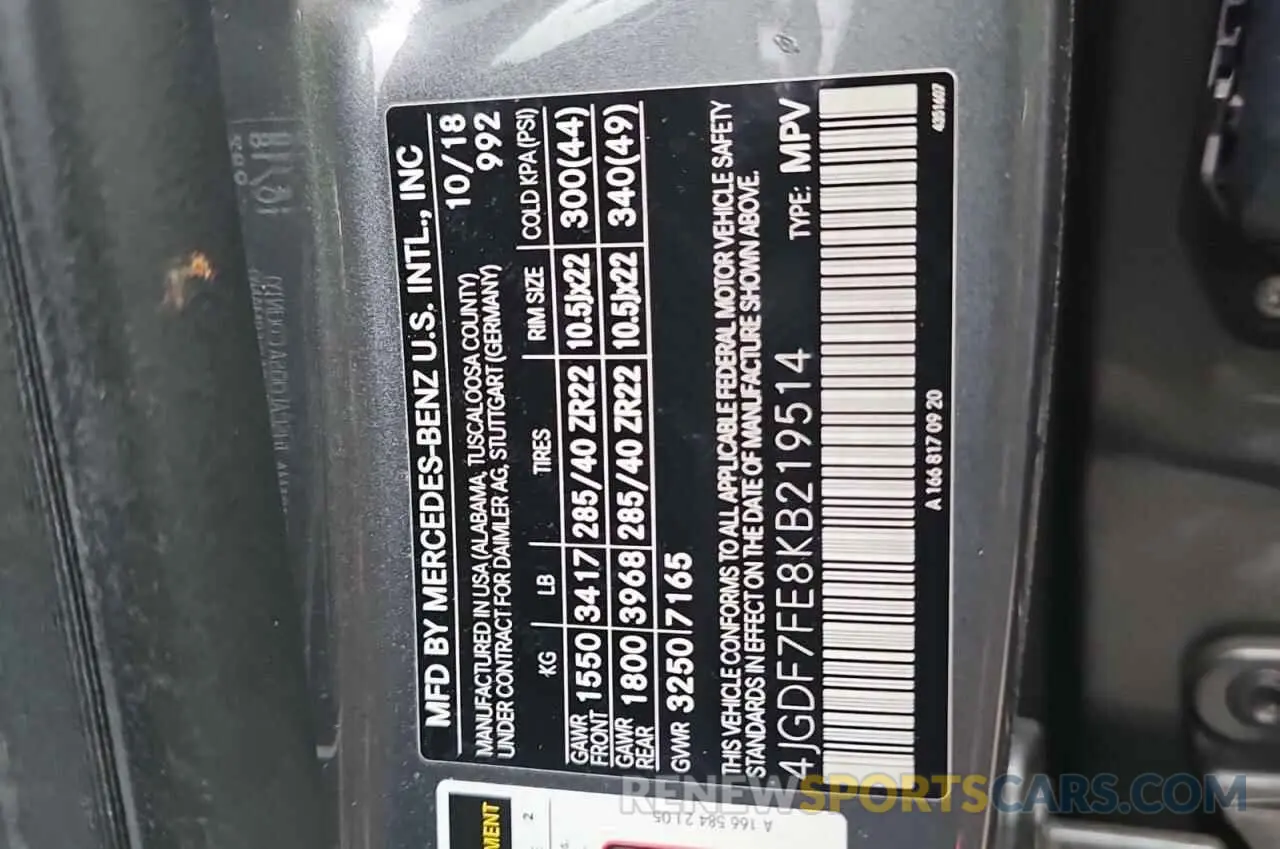 MFD BY MERCEDES-BENZ U.S. INTL., INC
10/18
992
MANUFACTURED IN USA (ALABAMA, TUSCALOOSA COUNTY)
UNDER CONTRACT FOR DAIMLER AG, STUTTGART (GERMANY)
KG LB TIRES RIM SIZE COLD KPA (PSI)
GAWR FRONT 1550 3417 285/40 ZR22 10.5Jx22 300(44)
GAWR REAR 1800 3968 285/40 ZR22 10.5Jx22 340(49)
GVWR 3250 7165
THIS VEHICLE CONFORMS TO ALL APPLICABLE FEDERAL MOTOR VEHICLE SAFETY
STANDARDS IN EFFECT ON THE DATE OF MANUFACTURE SHOWN ABOVE.
4JGDF7FE8KB219514 TYPE: MPV
A 166 817 09 20
4351607
MENT
2
A 166 584 21 05
RENEWSPORTSCARS.COM